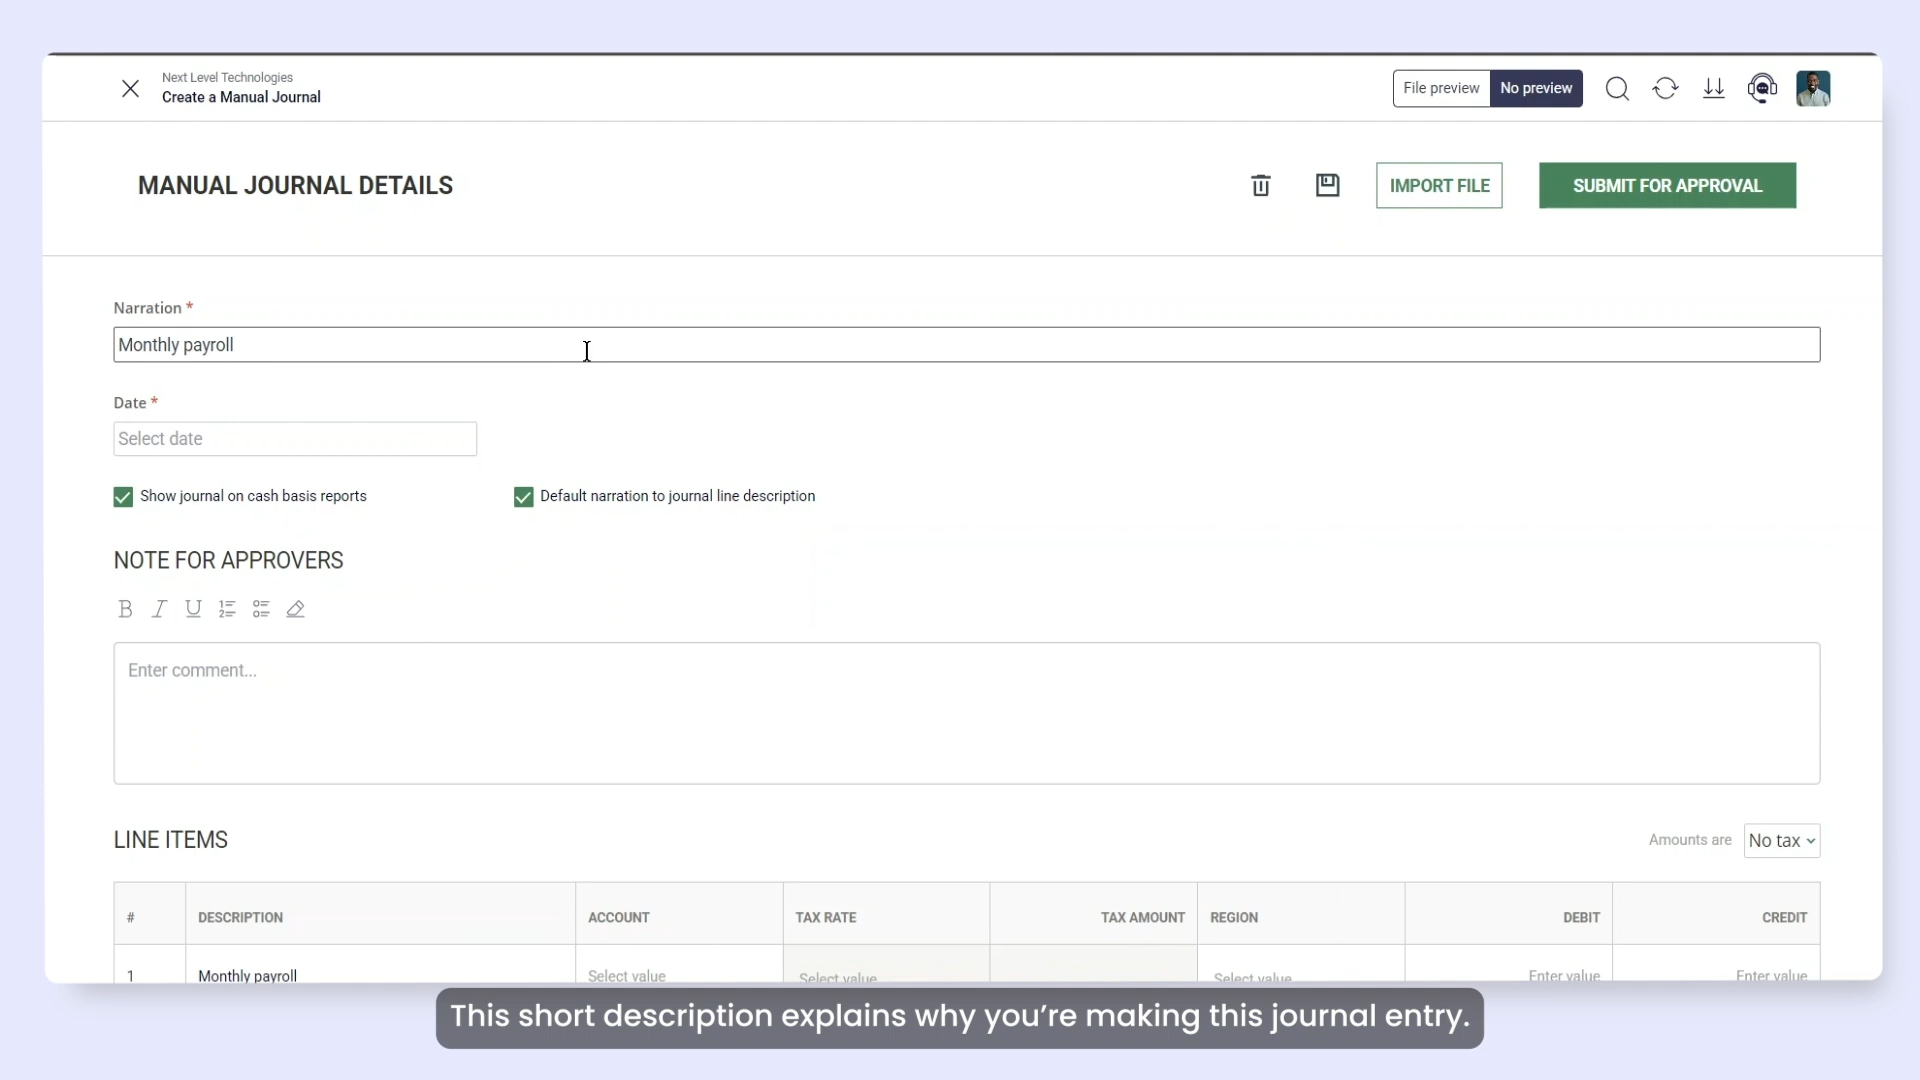 Next Level Technologies
Create a Manual Journal
File preview
No preview
MANUAL JOURNAL DETAILS
IMPORT FILE
SUBMIT FOR APPROVAL
Narration *
Monthly payroll
Date *
Select date
Show journal on cash basis reports
Default narration to journal line description
NOTE FOR APPROVERS
Enter comment...
LINE ITEMS
Amounts are
No tax
# DESCRIPTION ACCOUNT TAX RATE TAX AMOUNT REGION DEBIT CREDIT
1 Monthly payroll Select value Select value Select value Enter value Enter value
This short description explains why you're making this journal entry.